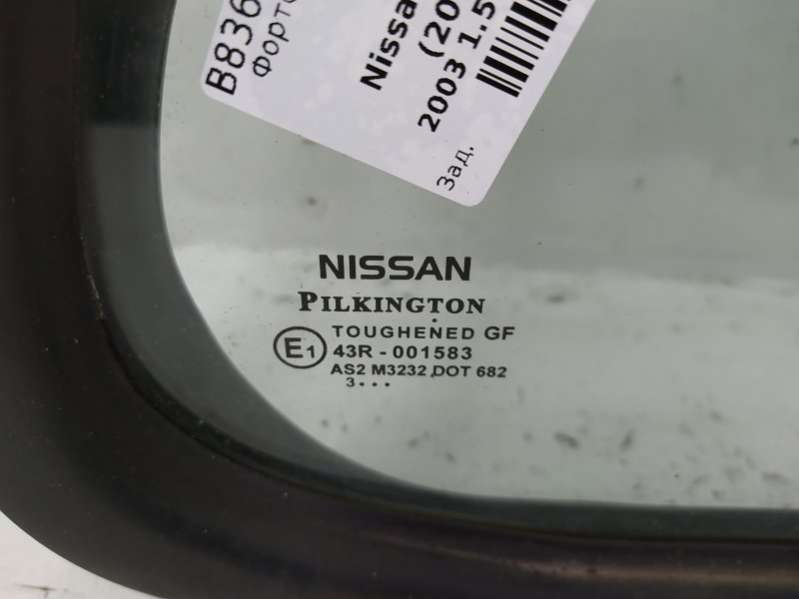 B836
Форто
Nissa
(20
2003 1.5
Зад.
NISSAN
PILKINGTON
TOUGHENED GF
E1 43R - 001583
AS2 M3232 DOT 682
3...